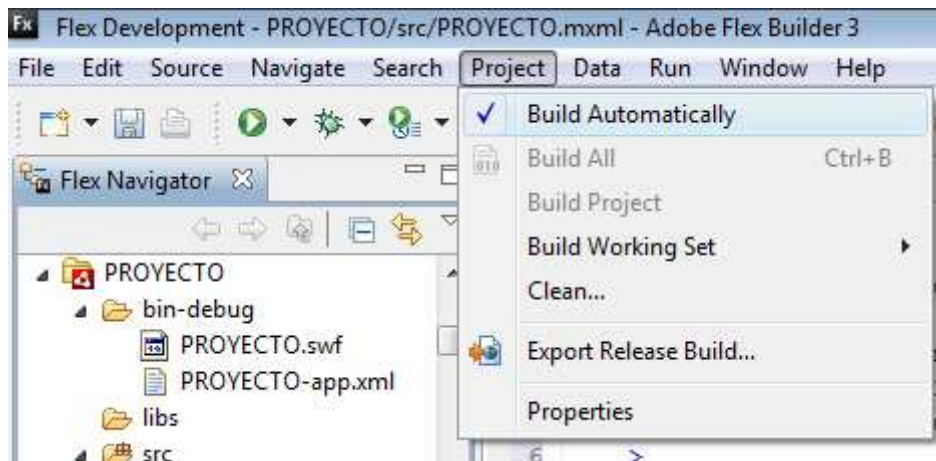 Fx Flex Development - PROYECTO/src/PROYECTO.mxml - Adobe Flex Builder 3
File Edit Source Navigate Search Project Data Run Window Help
Build Automatically
010 Build All Ctrl+B
Build Project
Build Working Set
Clean...
Export Release Build...
Properties
Flex Navigator
PROYECTO
bin-debug
PROYECTO.swf
PROYECTO-app.xml
libs
src
6 >